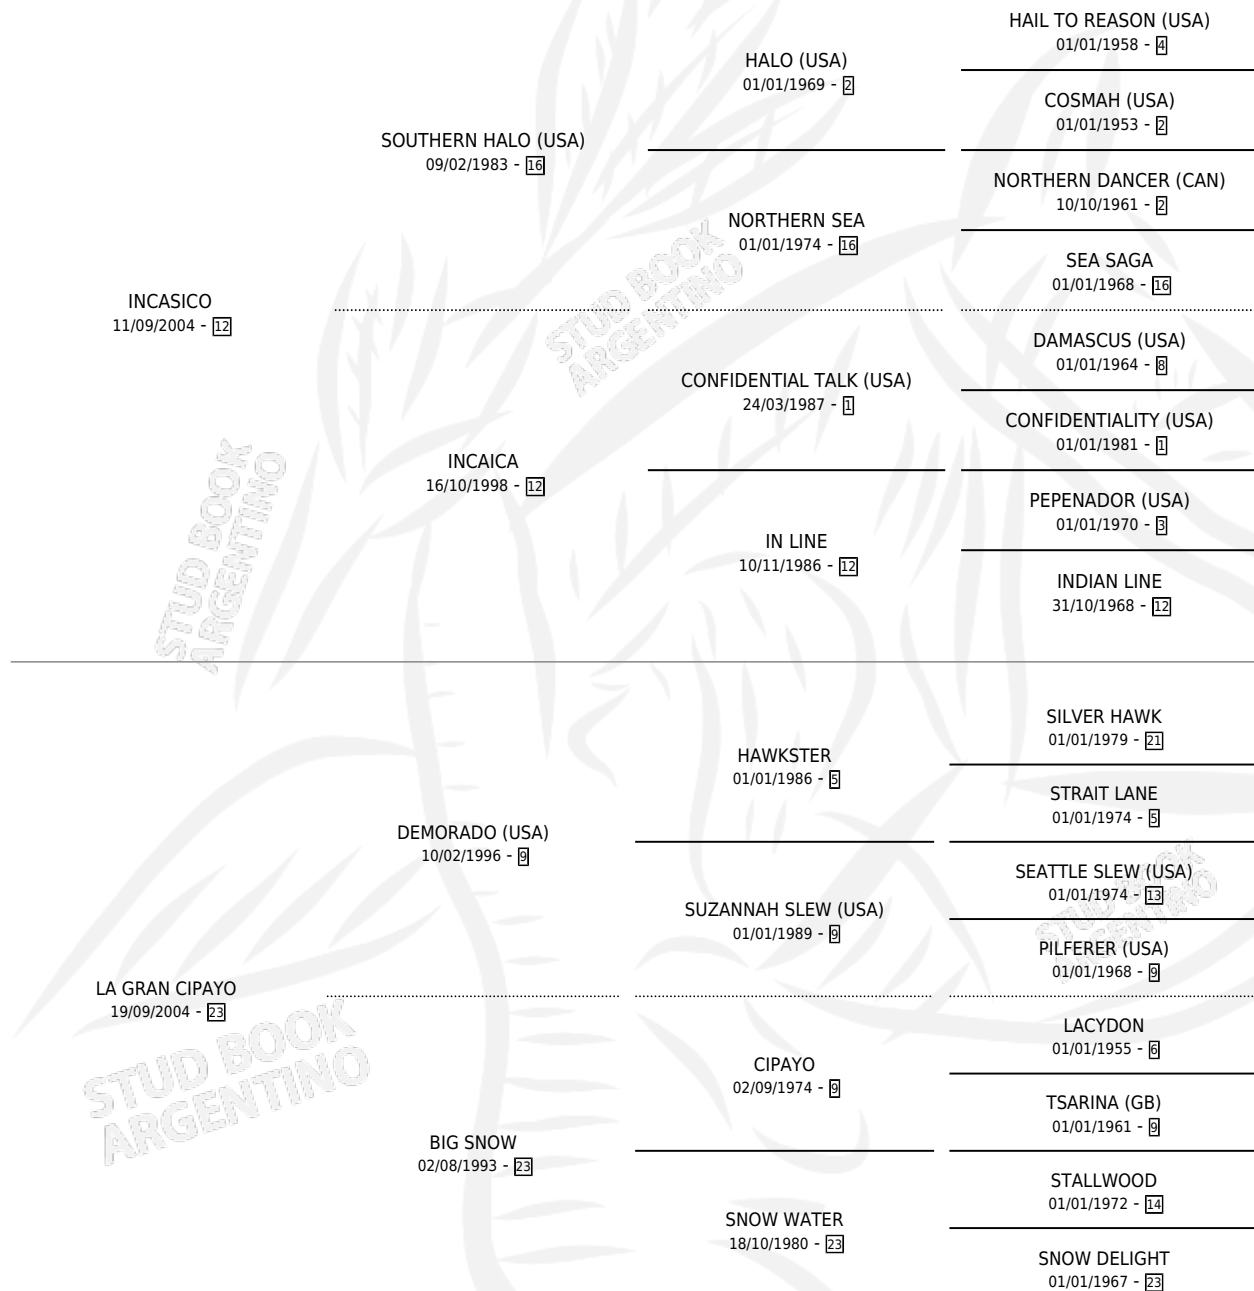 HAIL TO REASON (USA)
01/01/1958 - 4
HALO (USA)
01/01/1969 - 2
COSMAH (USA)
01/01/1953 - 2
SOUTHERN HALO (USA)
09/02/1983 - 16
NORTHERN DANCER (CAN)
10/10/1961 - 2
NORTHERN SEA
01/01/1974 - 16
SEA SAGA
01/01/1968 - 16
INCASICO
11/09/2004 - 12
STUD BOOK
ARGENTINO
DAMASCUS (USA)
01/01/1964 - 8
CONFIDENTIAL TALK (USA)
24/03/1987 - 1
CONFIDENTIALITY (USA)
01/01/1981 - 1
INCAICA
16/10/1998 - 12
PEPENADOR (USA)
01/01/1970 - 3
IN LINE
10/11/1986 - 12
INDIAN LINE
31/10/1968 - 12
STUD BOOK
ARGENTINO
SILVER HAWK
01/01/1979 - 21
HAWKSTER
01/01/1986 - 5
STRAIT LANE
01/01/1974 - 5
DEMORADO (USA)
10/02/1996 - 9
SEATTLE SLEW (USA)
01/01/1974 - 13
SUZANNAH SLEW (USA)
01/01/1989 - 9
PILFERER (USA)
01/01/1968 - 9
STUD BOOK
ARGENTINO
LA GRAN CIPAYO
19/09/2004 - 23
LACYDON
01/01/1955 - 6
CIPAYO
02/09/1974 - 9
TSARINA (GB)
01/01/1961 - 9
STUD BOOK
ARGENTINO
BIG SNOW
02/08/1993 - 23
STALLWOOD
01/01/1972 - 14
SNOW WATER
18/10/1980 - 23
SNOW DELIGHT
01/01/1967 - 23